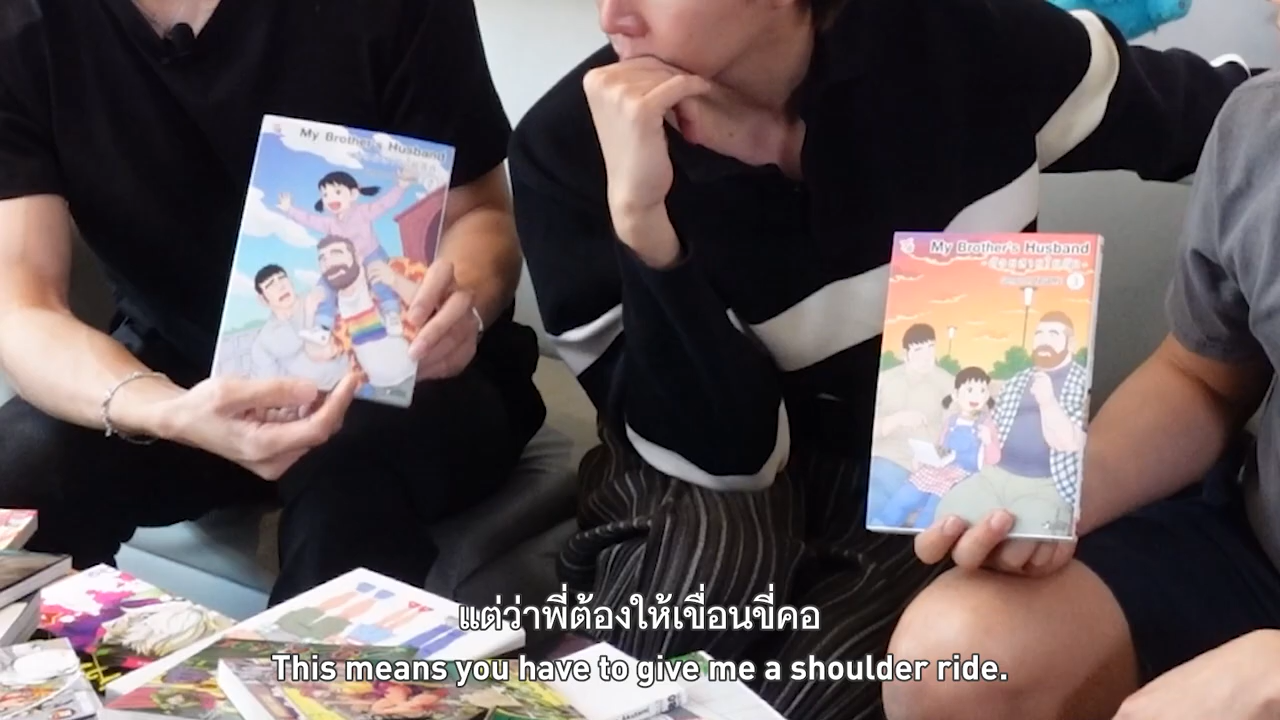 My Brother's Husband
2
My Brother's Husband
แต่ว่าพี่ต้องให้เขื่อนขี่คอ
This means you have to give me a shoulder ride.